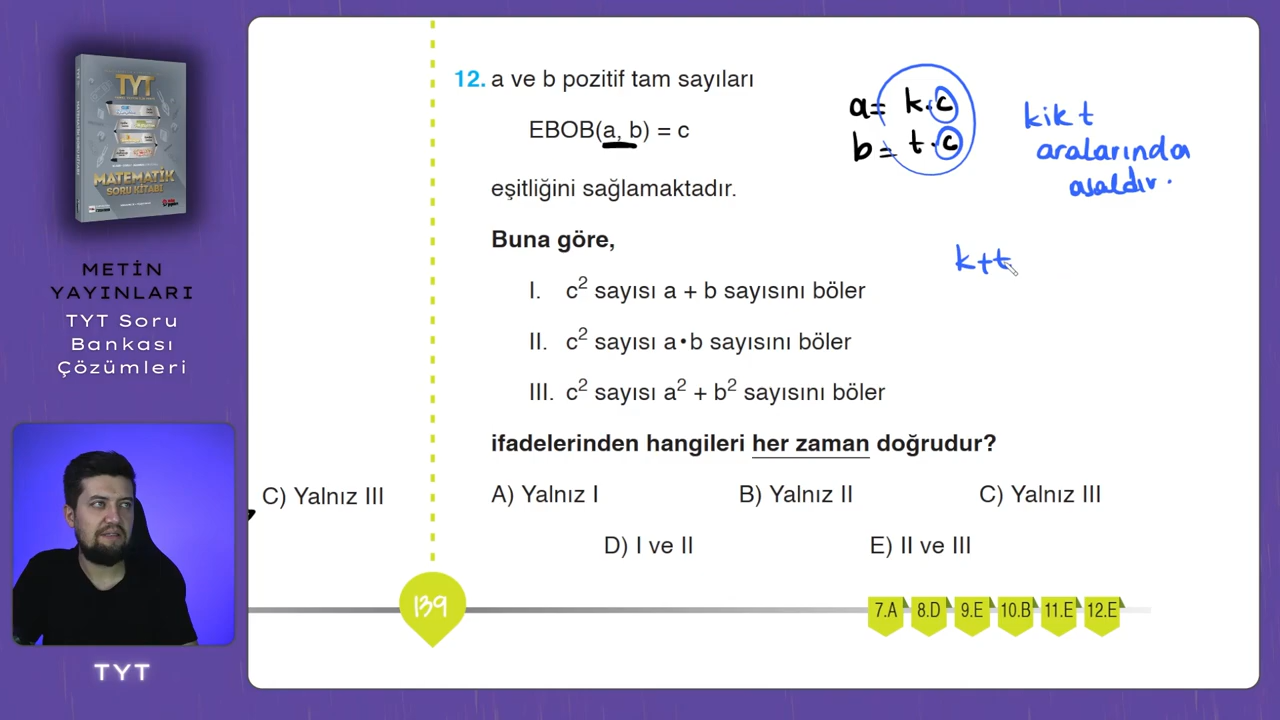 TYT
MATEMATİK
SORU KİTABI
METİN
YAYINLARI
TYT Soru
Bankası
Çözümleri
TYT
C) Yalnız III
12. a ve b pozitif tam sayıları
EBOB(a, b) = c
eşitliğini sağlamaktadır.
Buna göre,
I. c² sayısı a + b sayısını böler
II. c² sayısı a•b sayısını böler
III. c² sayısı a² + b² sayısını böler
ifadelerinden hangileri her zaman doğrudur?
A) Yalnız I B) Yalnız II C) Yalnız III
D) I ve II E) II ve III
a = k.c
b = t.c
k ik t
aralarında
asaldır.
k+t
139
7.A 8.D 9.E 10.B 11.E 12.E